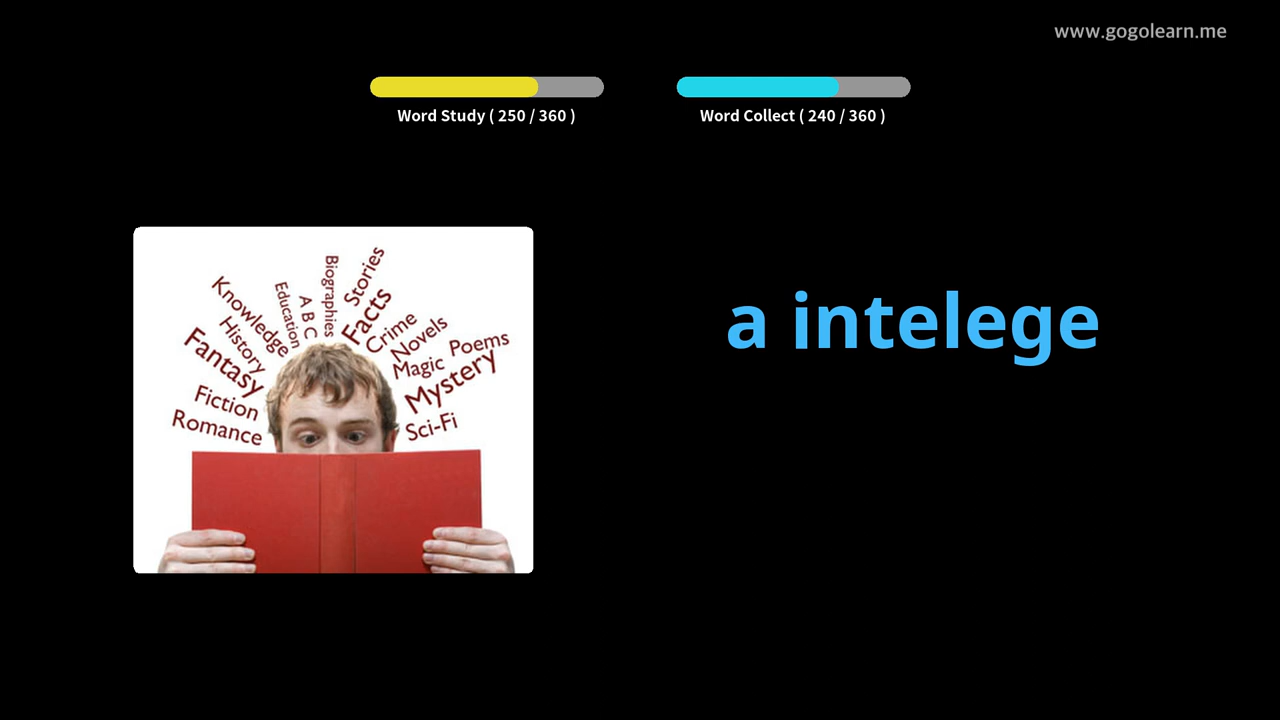 www.gogolearn.me
Word Study ( 250 / 360 )
Word Collect ( 240 / 360 )
Knowledge
Education
A B C
Biographies
Stories
Facts
Crime
Novels
Poems
History
Fantasy
Magic
Mystery
Fiction
Romance
Sci-Fi
a intelege